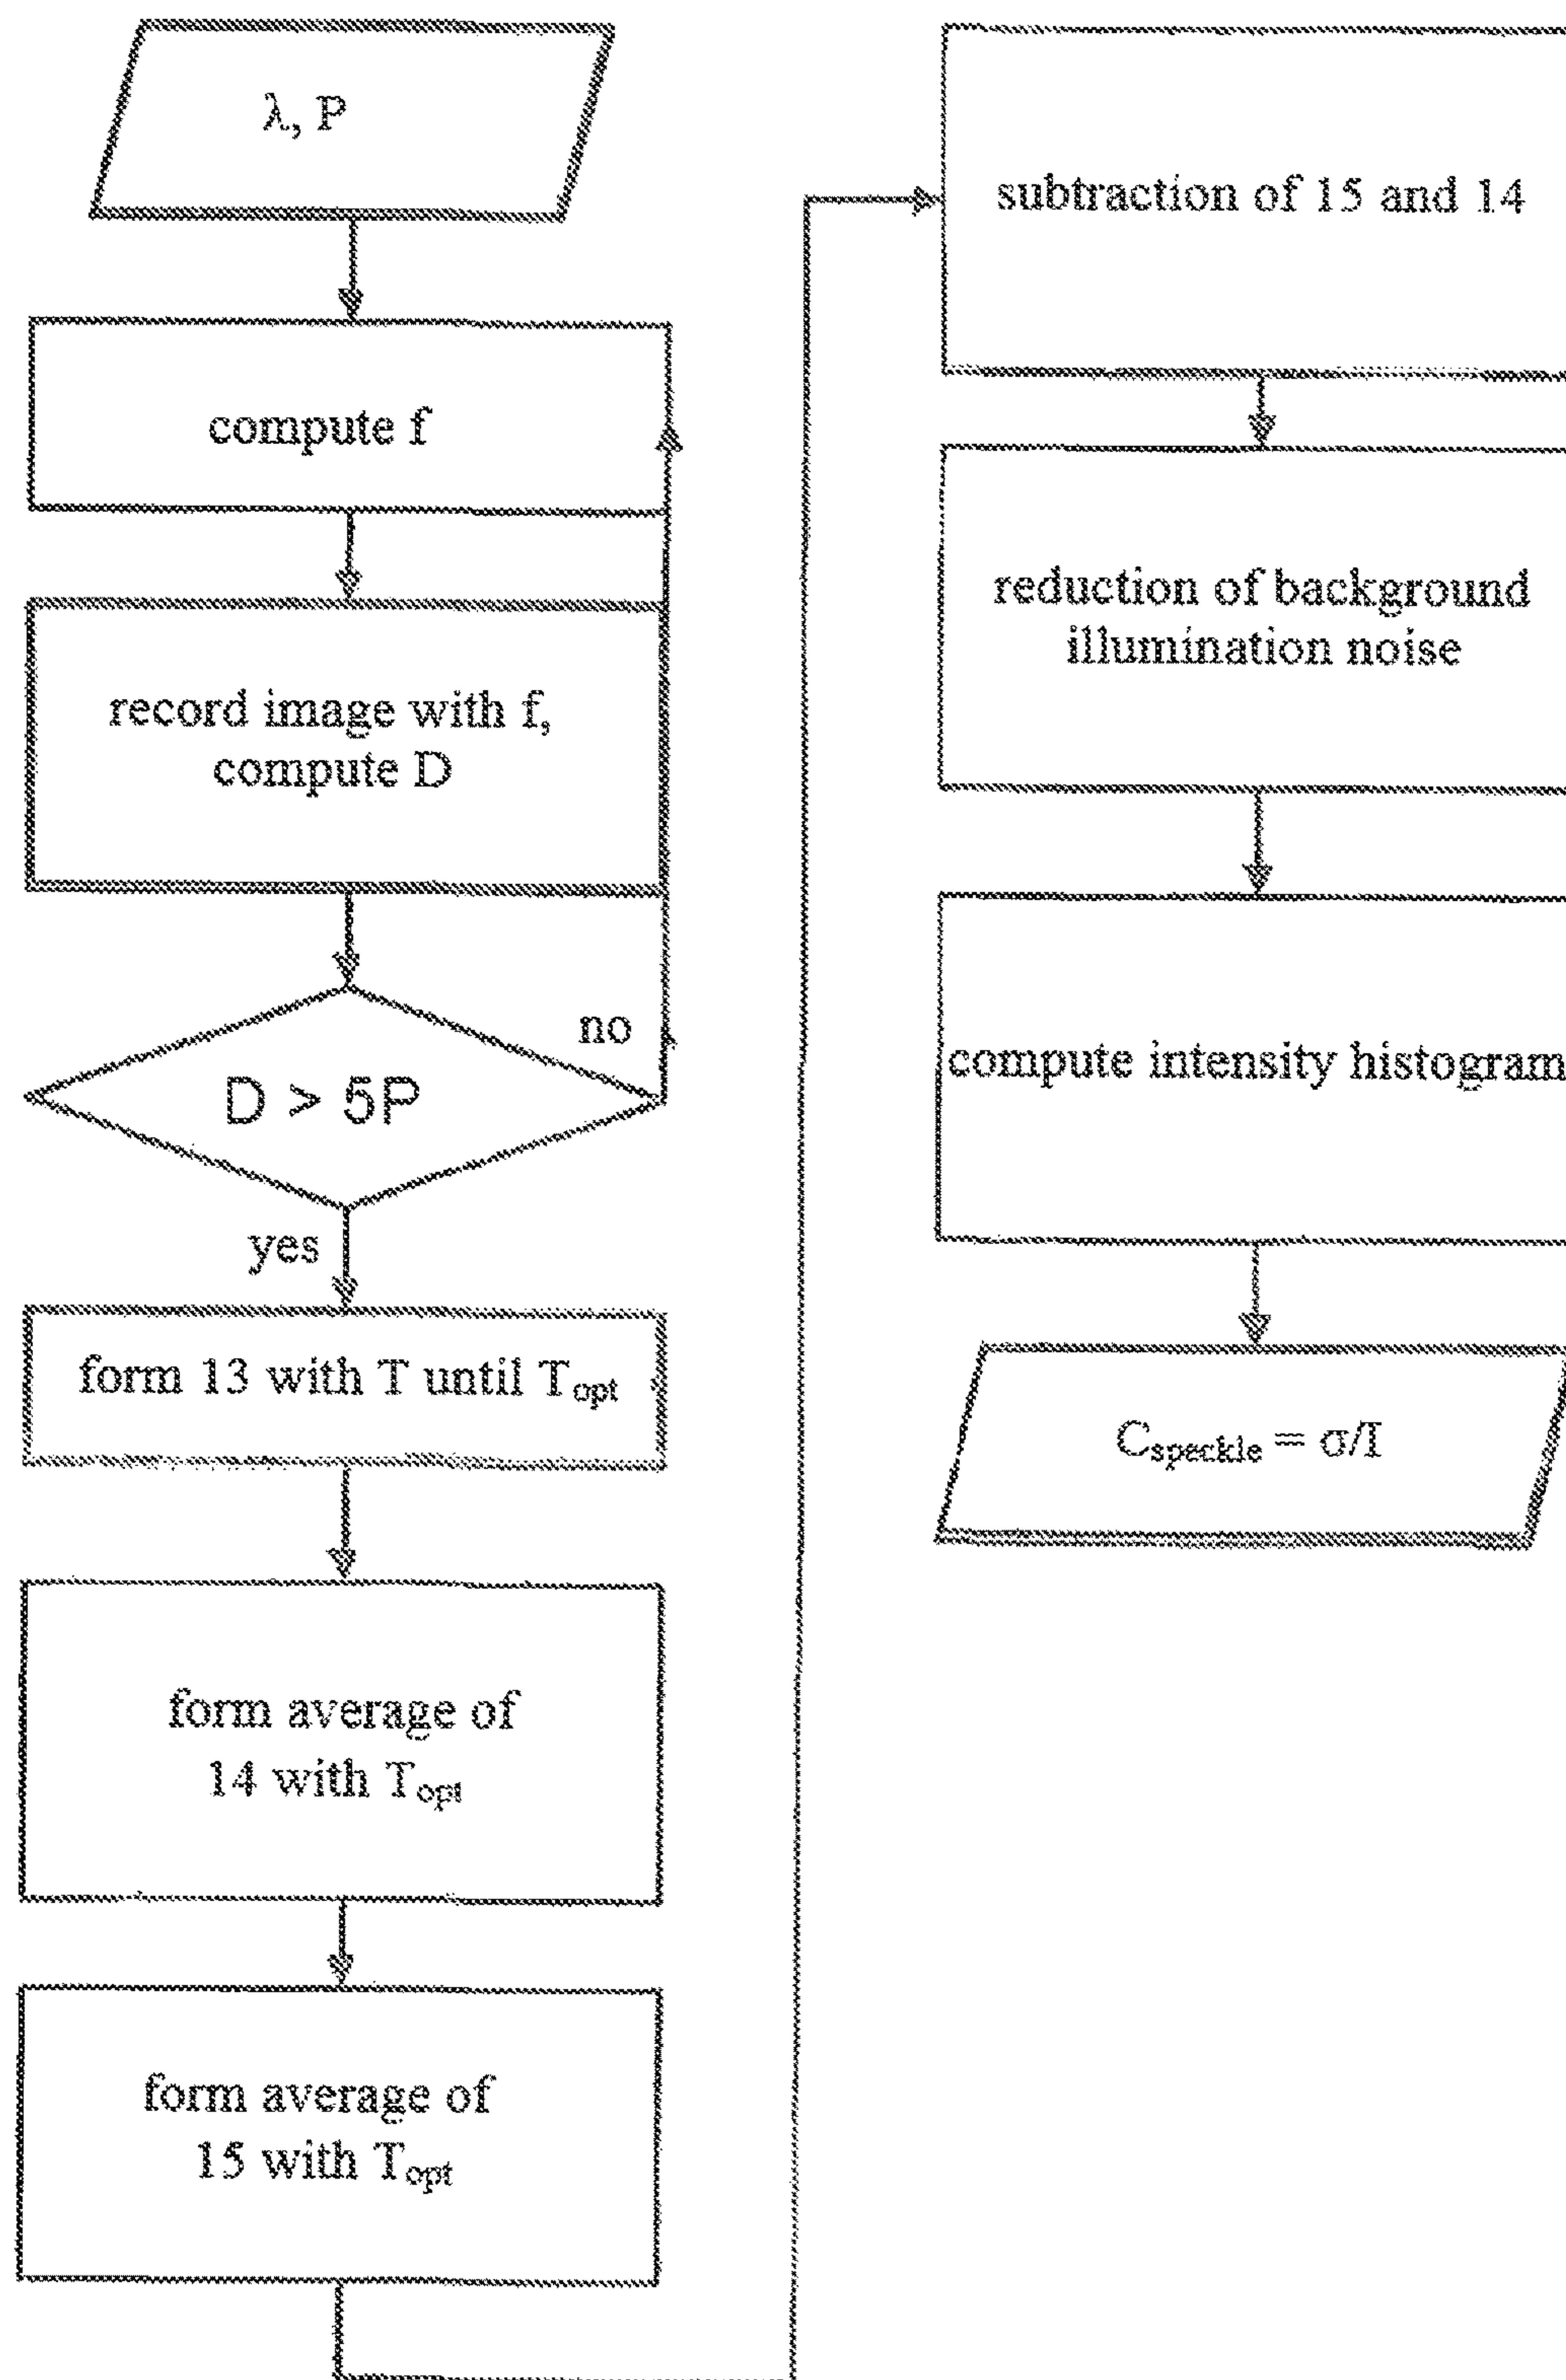 λ, P
compute f
record image with f,
compute D
no
D > 5P
yes
form 13 with T until Topt
form average of
14 with Topt
form average of
15 with Topt
subtraction of 15 and 14
reduction of background
illumination noise
compute intensity histogram
Cspeckle = σ/I